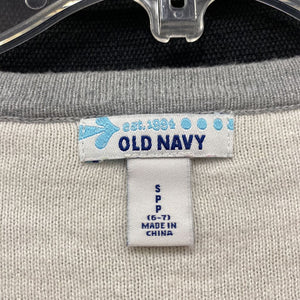 est. 1994
OLD NAVY
S
P
P
(6-7)
MADE IN
CHINA